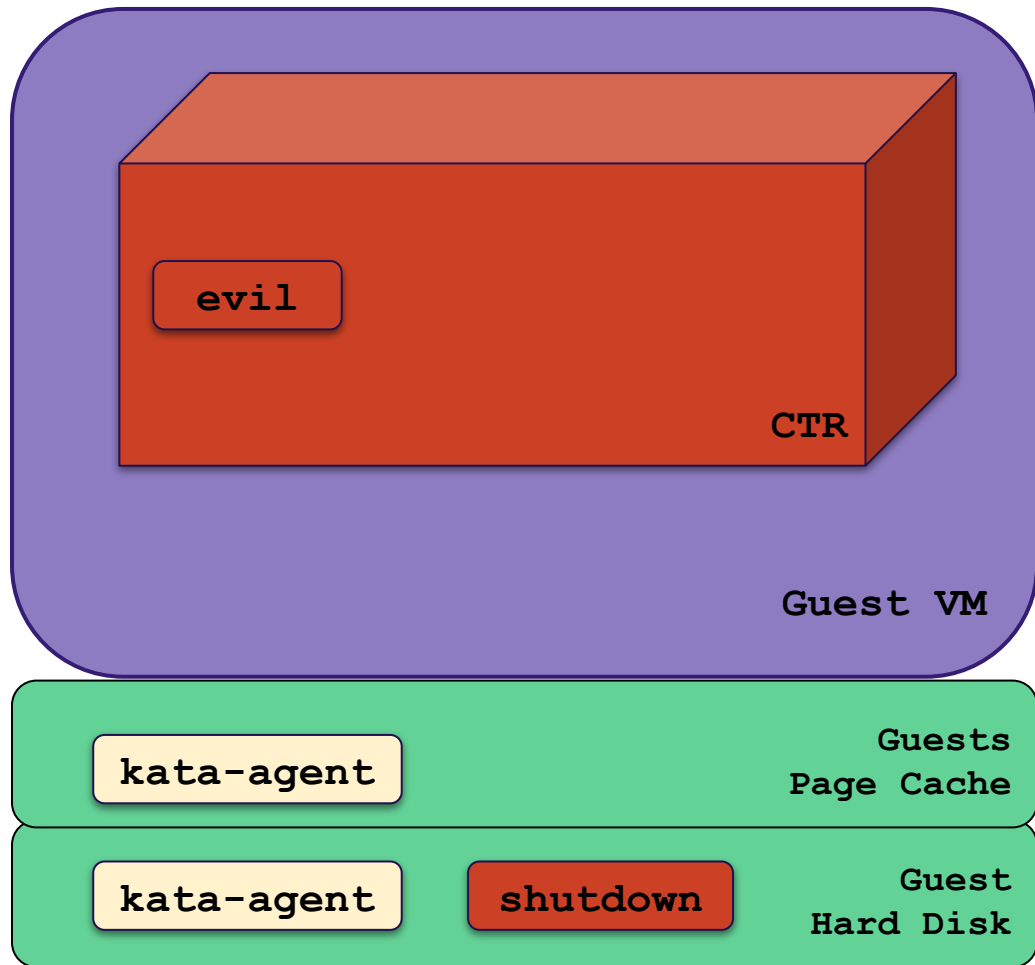 evil
CTR
Guest VM
kata-agent
Guests
Page Cache
kata-agent
shutdown
Guest
Hard Disk